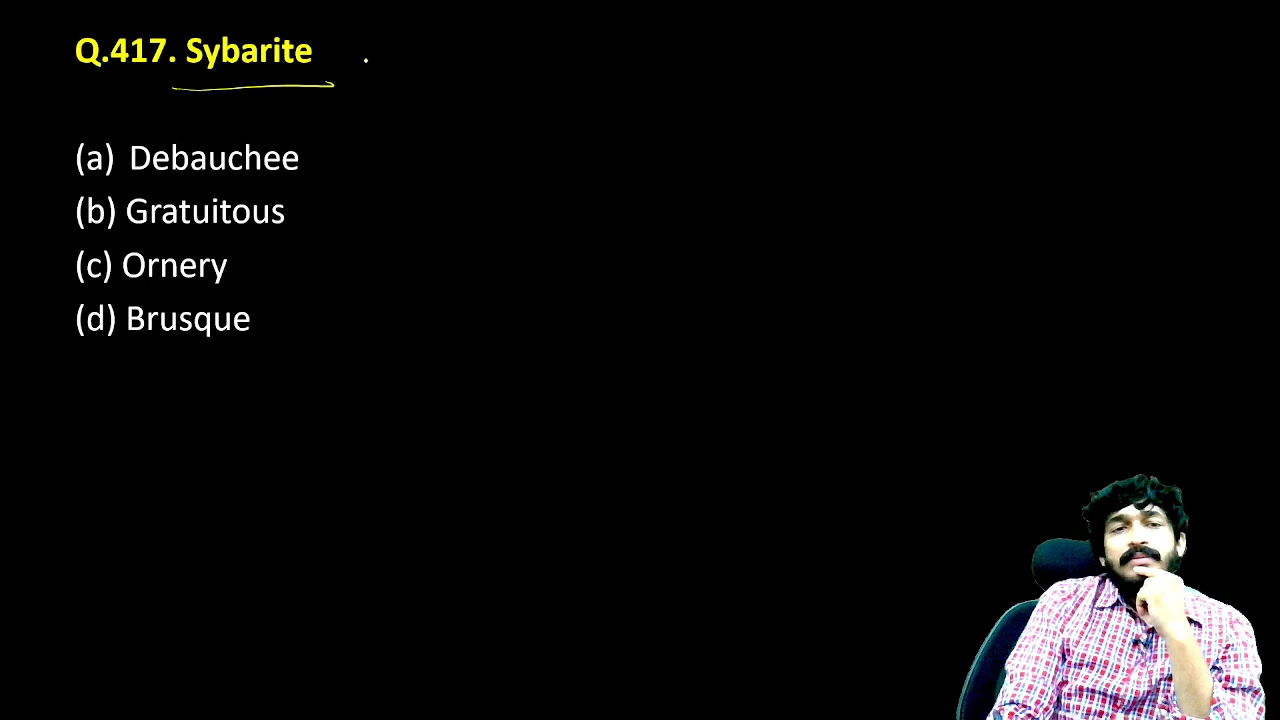 Q.417. Sybarite
(a) Debauchee
(b) Gratuitous
(c) Ornery
(d) Brusque